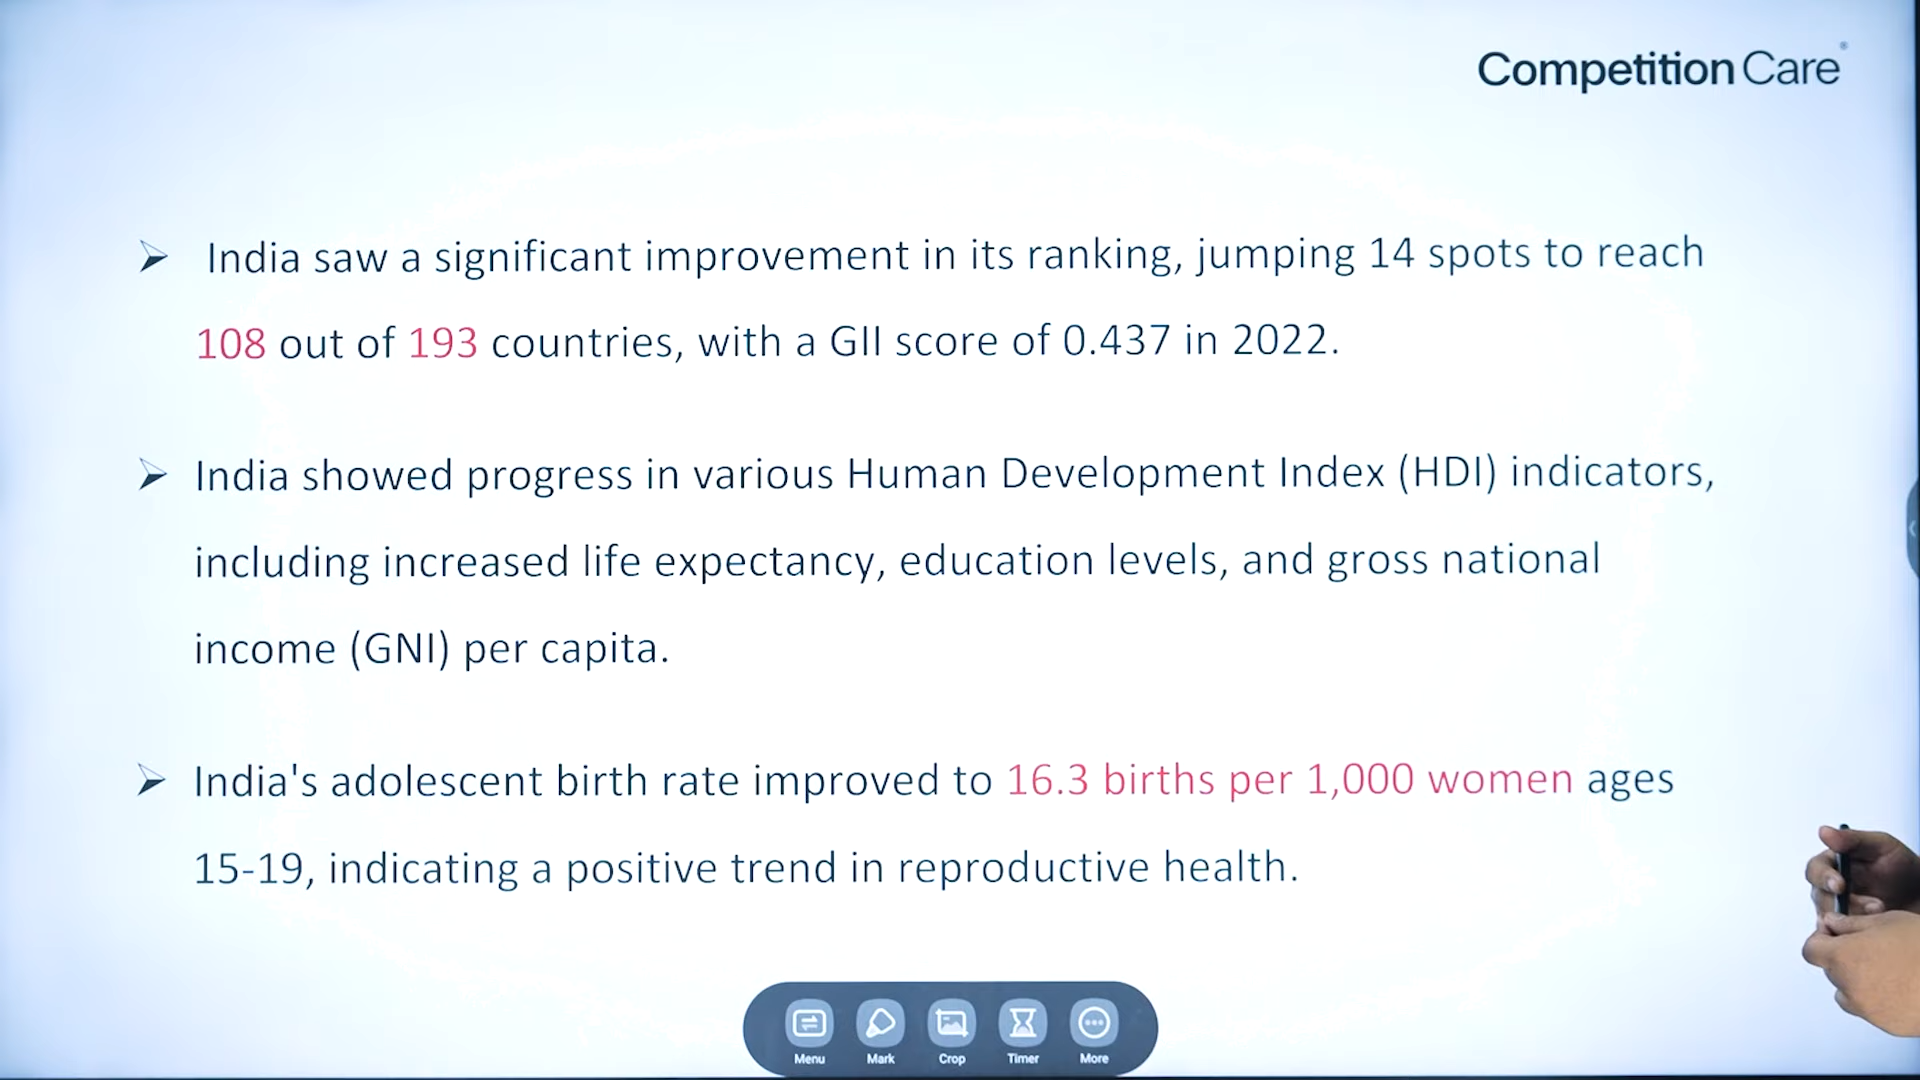 Competition Care
India saw a significant improvement in its ranking, jumping 14 spots to reach
108 out of 193 countries, with a GII score of 0.437 in 2022.
India showed progress in various Human Development Index (HDI) indicators,
including increased life expectancy, education levels, and gross national
income (GNI) per capita.
India's adolescent birth rate improved to 16.3 births per 1,000 women ages
15-19, indicating a positive trend in reproductive health.
Menu Mark Crop Timer More